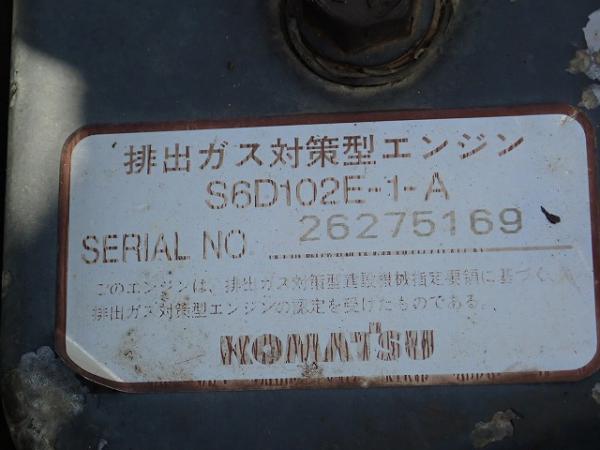 排出ガス対策型エンジン
S6D102E-1-A
SERIAL NO. 26275169
このエンジンは、排出ガス対策型建設機械指定要領に基づく、
排出ガス対策型エンジンの認定を受けたものである。
KOMATSU